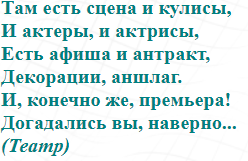 Там есть сцена и кулисы,
И актеры, и актрисы,
Есть афиша и антракт,
Декорации, аншлаг.
И, конечно же, премьера!
Догадались вы, наверно...
(Театр)